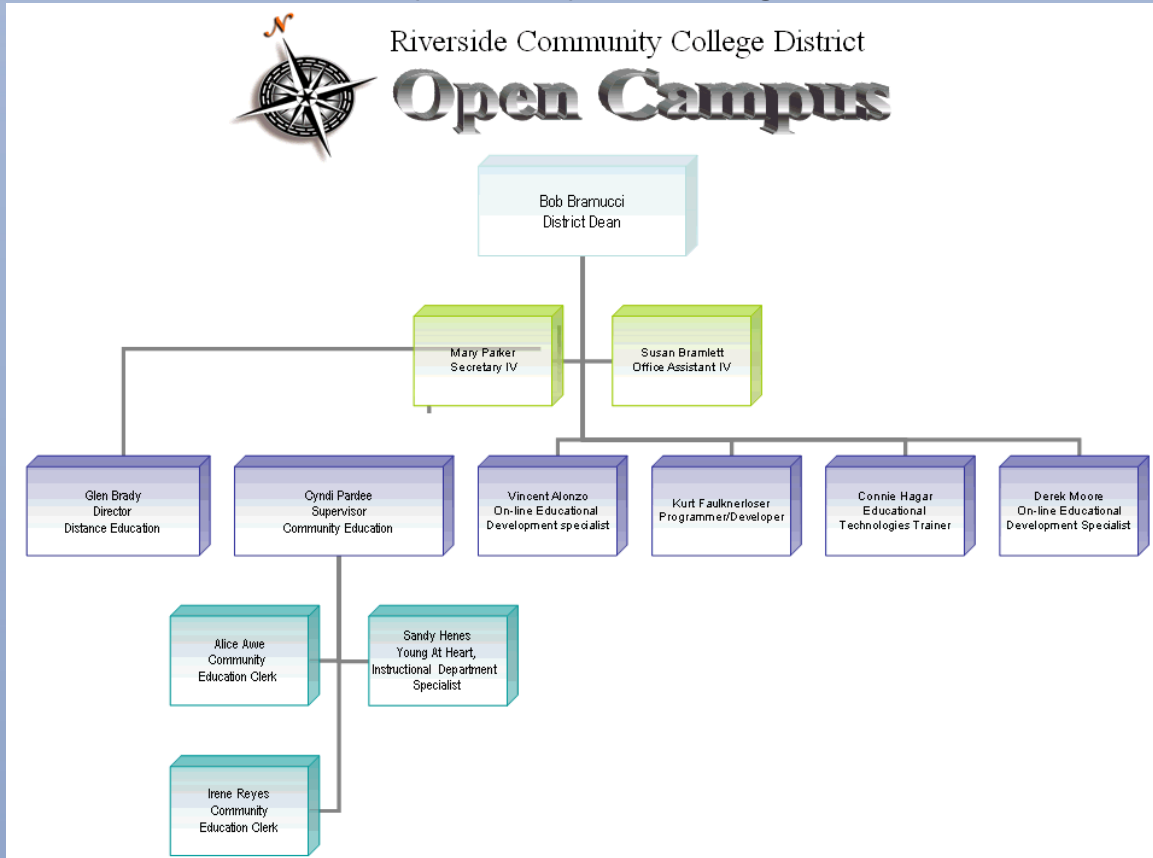 N
Riverside Community College District
Open Campus
Bob Bramucci
District Dean
Mary Parker
Secretary IV
Susan Bramlett
Office Assistant IV
Glen Brady
Director
Distance Education
Cyndi Pardee
Supervisor
Community Education
Vincent Alonzo
On-line Educational
Development specialist
Kurt Faulknerloser
Programmer/Developer
Connie Hagar
Educational
Technologies Trainer
Derek Moore
On-line Educational
Development Specialist
Alice Awe
Community
Education Clerk
Sandy Henes
Young At Heart,
Instructional Department
Specialist
Irene Reyes
Community
Education Clerk